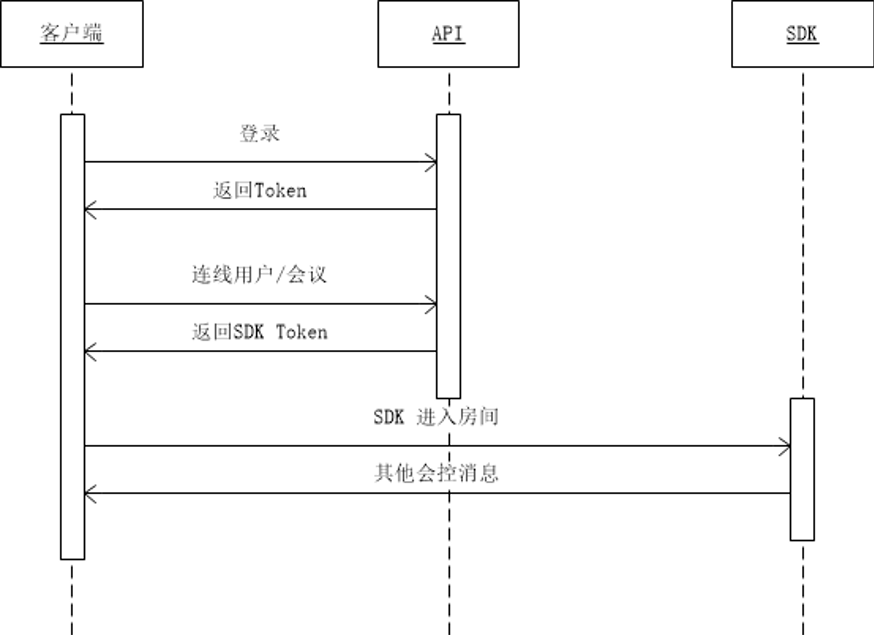 客户端
API
SDK
登录
返回Token
连线用户/会议
返回SDK Token
SDK 进入房间
其他会控消息